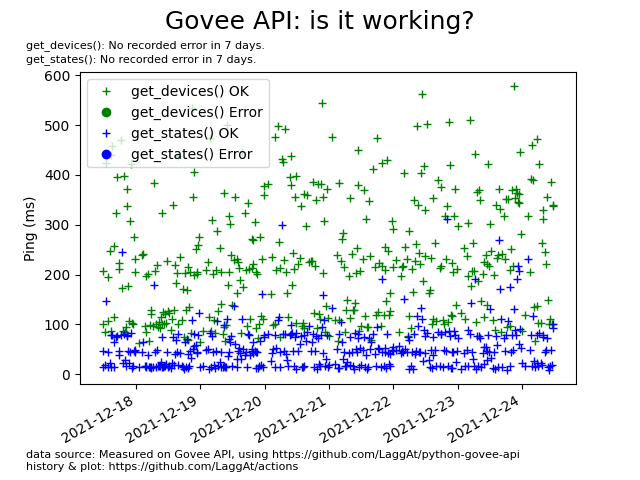 Govee API: is it working?
get_devices(): No recorded error in 7 days.
get_states(): No recorded error in 7 days.
get_devices() OK
get_devices() Error
get_states() OK
get_states() Error
Ping (ms)
600
500
400
300
200
100
0
2021-12-18
2021-12-19
2021-12-20
2021-12-21
2021-12-22
2021-12-23
2021-12-24
data source: Measured on Govee API, using https://github.com/LaggAt/python-govee-api
history & plot: https://github.com/LaggAt/actions